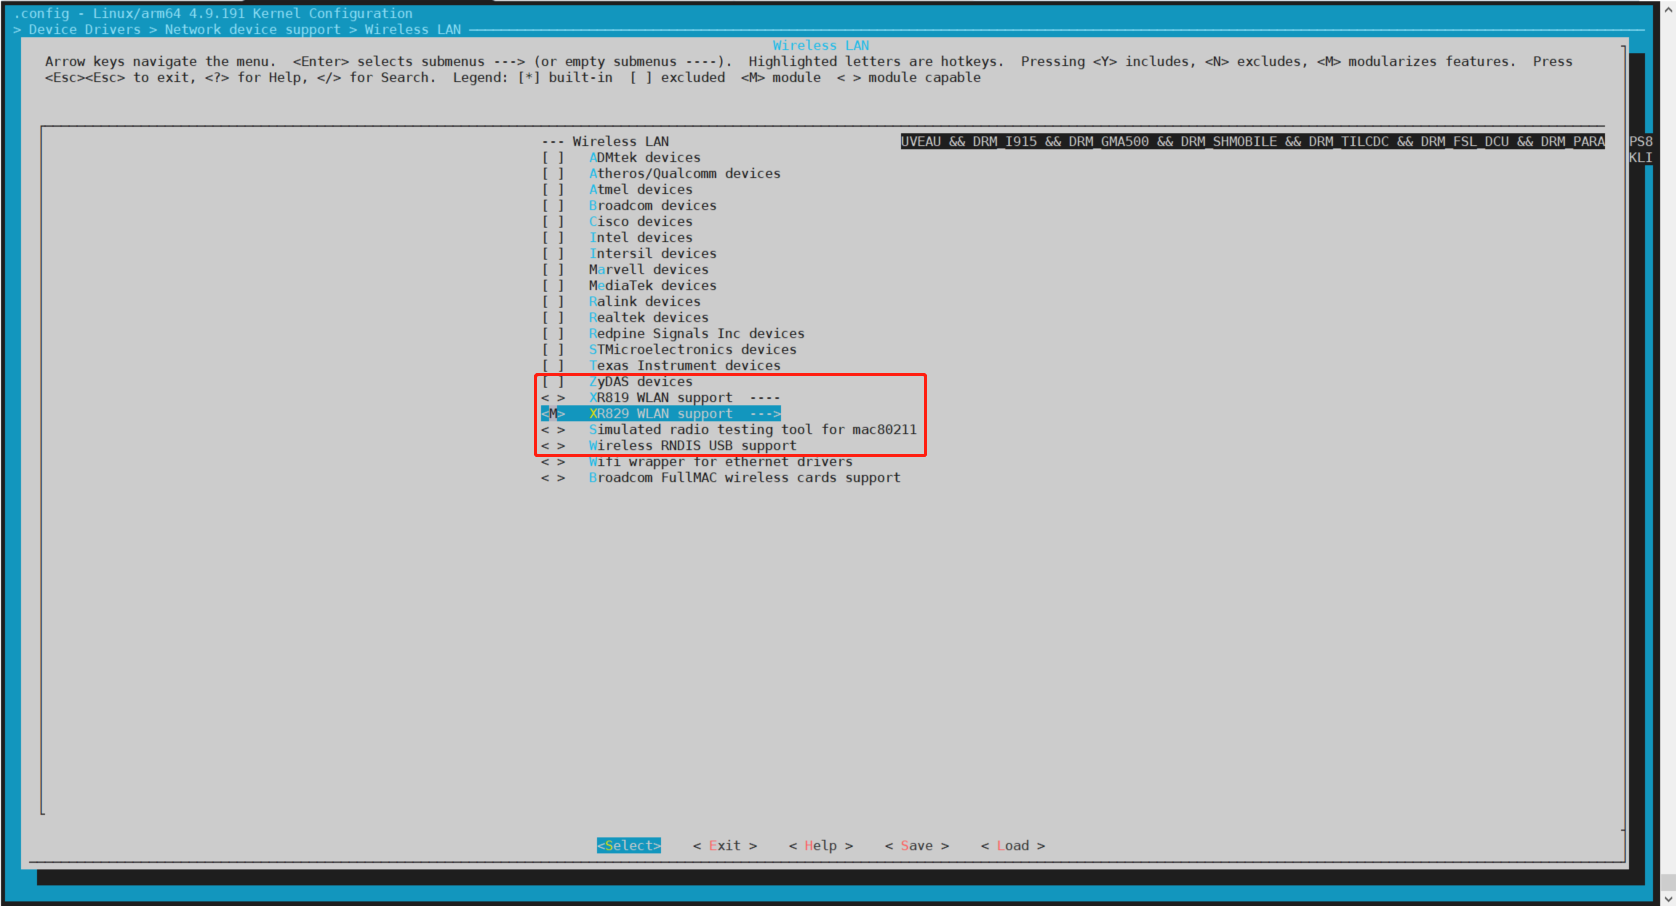 .config - Linux/arm64 4.9.191 Kernel Configuration
> Device Drivers > Network device support > Wireless LAN
Wireless LAN
Arrow keys navigate the menu.  <Enter> selects submenus ---> (or empty submenus ----).  Highlighted letters are hotkeys.  Pressing <Y> includes, <N> excludes, <M> modularizes features.  Press
<Esc><Esc> to exit, <?> for Help, </> for Search.  Legend: [*] built-in  [ ] excluded  <M> module  < > module capable
--- Wireless LAN
UVEAU && DRM_I915 && DRM_GMA500 && DRM_SHMOBILE && DRM_TILCDC && DRM_FSL_DCU && DRM_PARA
PS8
[ ]   ADMtek devices
KLI
[ ]   Atheros/Qualcomm devices
[ ]   Atmel devices
[ ]   Broadcom devices
[ ]   Cisco devices
[ ]   Intel devices
[ ]   Intersil devices
[ ]   Marvell devices
[ ]   MediaTek devices
[ ]   Ralink devices
[ ]   Realtek devices
[ ]   Redpine Signals Inc devices
[ ]   STMicroelectronics devices
[ ]   Texas Instrument devices
[ ]   ZyDAS devices
< >   XR819 WLAN support  ----
<M>   XR829 WLAN support  --->
< >   Simulated radio testing tool for mac80211
< >   Wireless RNDIS USB support
< >   Wifi wrapper for ethernet drivers
< >   Broadcom FullMAC wireless cards support
<Select>    < Exit >    < Help >    < Save >    < Load >